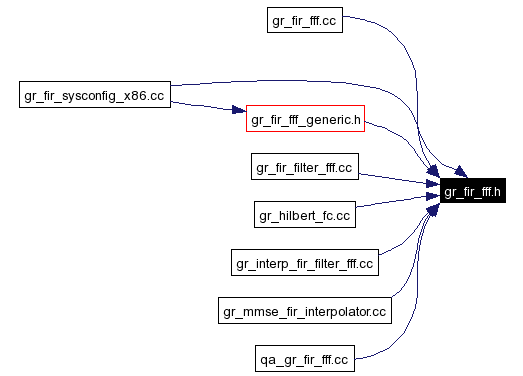 gr_fir_fff.cc
gr_fir_sysconfig_x86.cc
gr_fir_fff_generic.h
gr_fir_filter_fff.cc
gr_fir_fff.h
gr_hilbert_fc.cc
gr_interp_fir_filter_fff.cc
gr_mmse_fir_interpolator.cc
qa_gr_fir_fff.cc